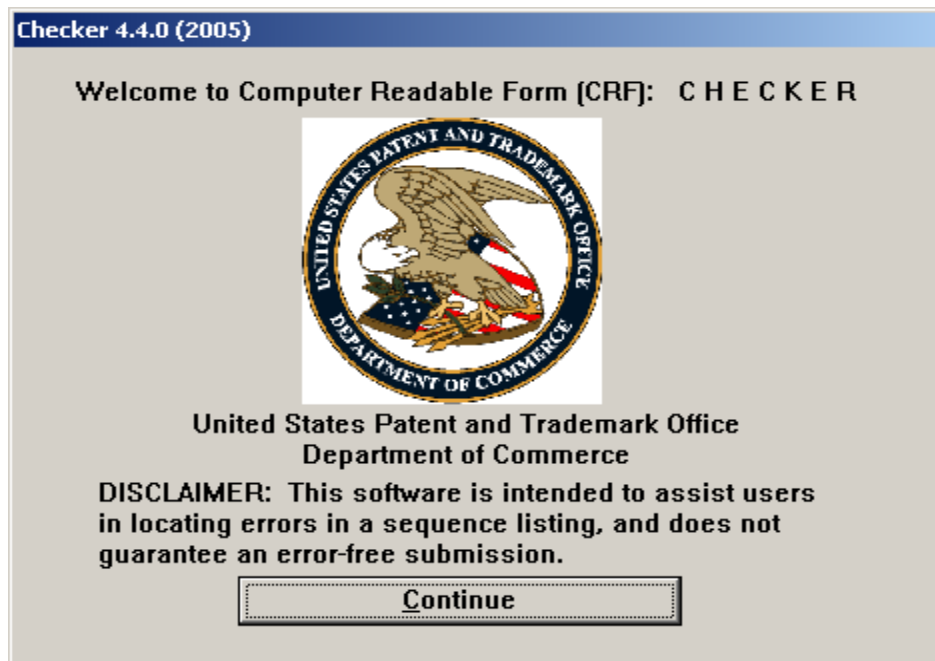 Checker 4.4.0 (2005)
Welcome to Computer Readable Form (CRF): C H E C K E R
UNITED STATES PATENT AND TRADEMARK OFFICE
DEPARTMENT OF COMMERCE
United States Patent and Trademark Office
Department of Commerce
DISCLAIMER: This software is intended to assist users
in locating errors in a sequence listing, and does not
guarantee an error-free submission.
Continue